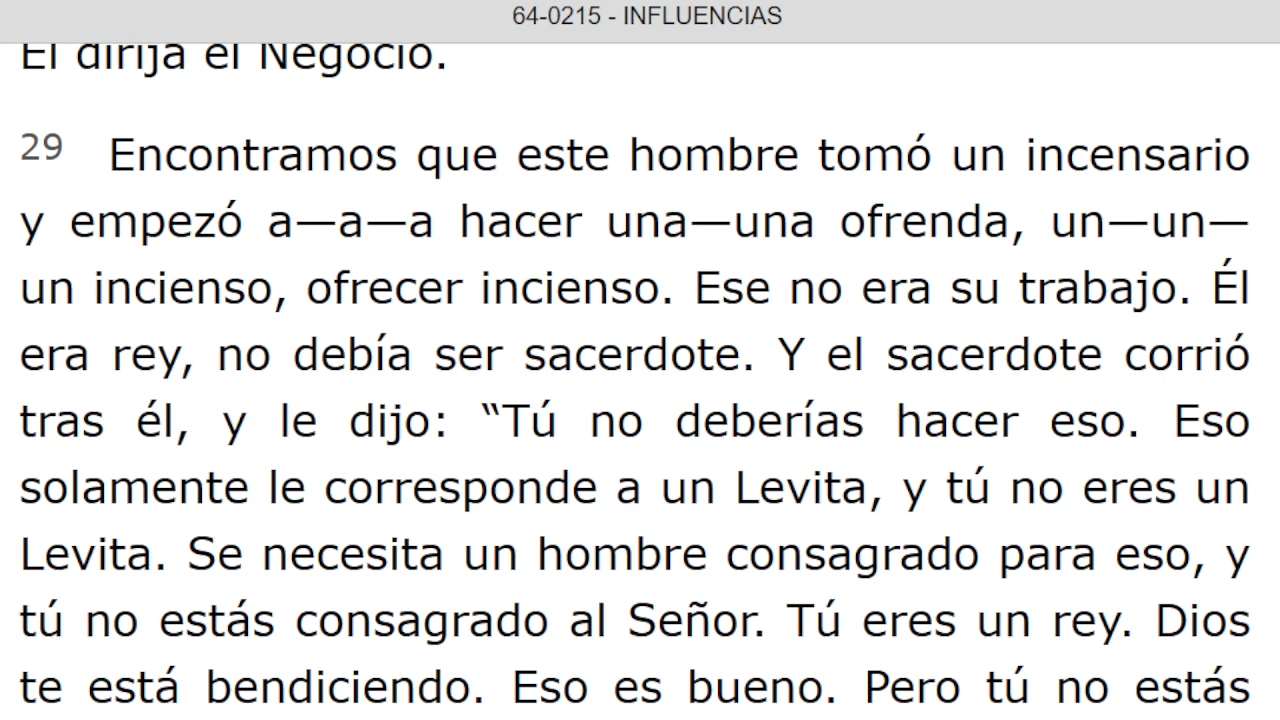 64-0215 - INFLUENCIAS
Él dirija el Negocio.
29 Encontramos que este hombre tomó un incensario
y empezó a—a—a hacer una—una ofrenda, un—un—
un incienso, ofrecer incienso. Ese no era su trabajo. Él
era rey, no debía ser sacerdote. Y el sacerdote corrió
tras él, y le dijo: “Tú no deberías hacer eso. Eso
solamente le corresponde a un Levita, y tú no eres un
Levita. Se necesita un hombre consagrado para eso, y
tú no estás consagrado al Señor. Tú eres un rey. Dios
te está bendiciendo. Eso es bueno. Pero tú no estás